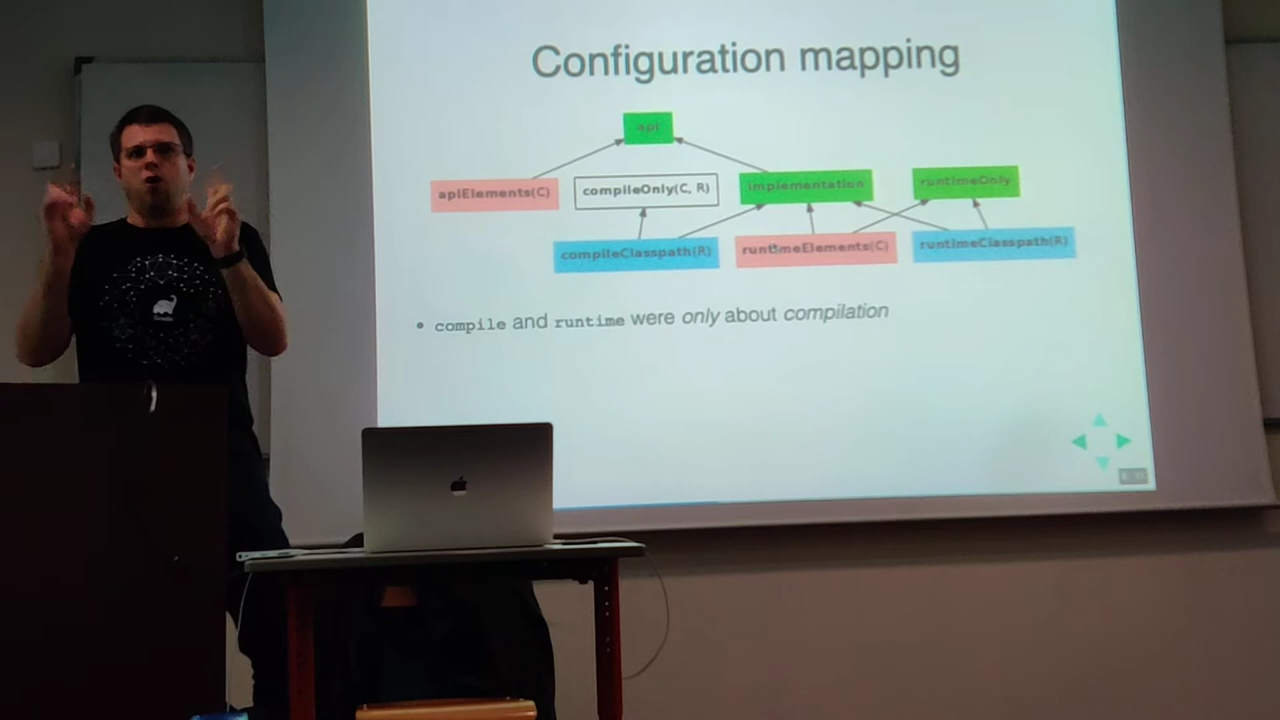 Configuration mapping
api
apiElements(C)
compileOnly(C, R)
implementation
runtimeOnly
compileClasspath(R)
runtimeElements(C)
runtimeClasspath(R)
• compile and runtime were only about compilation